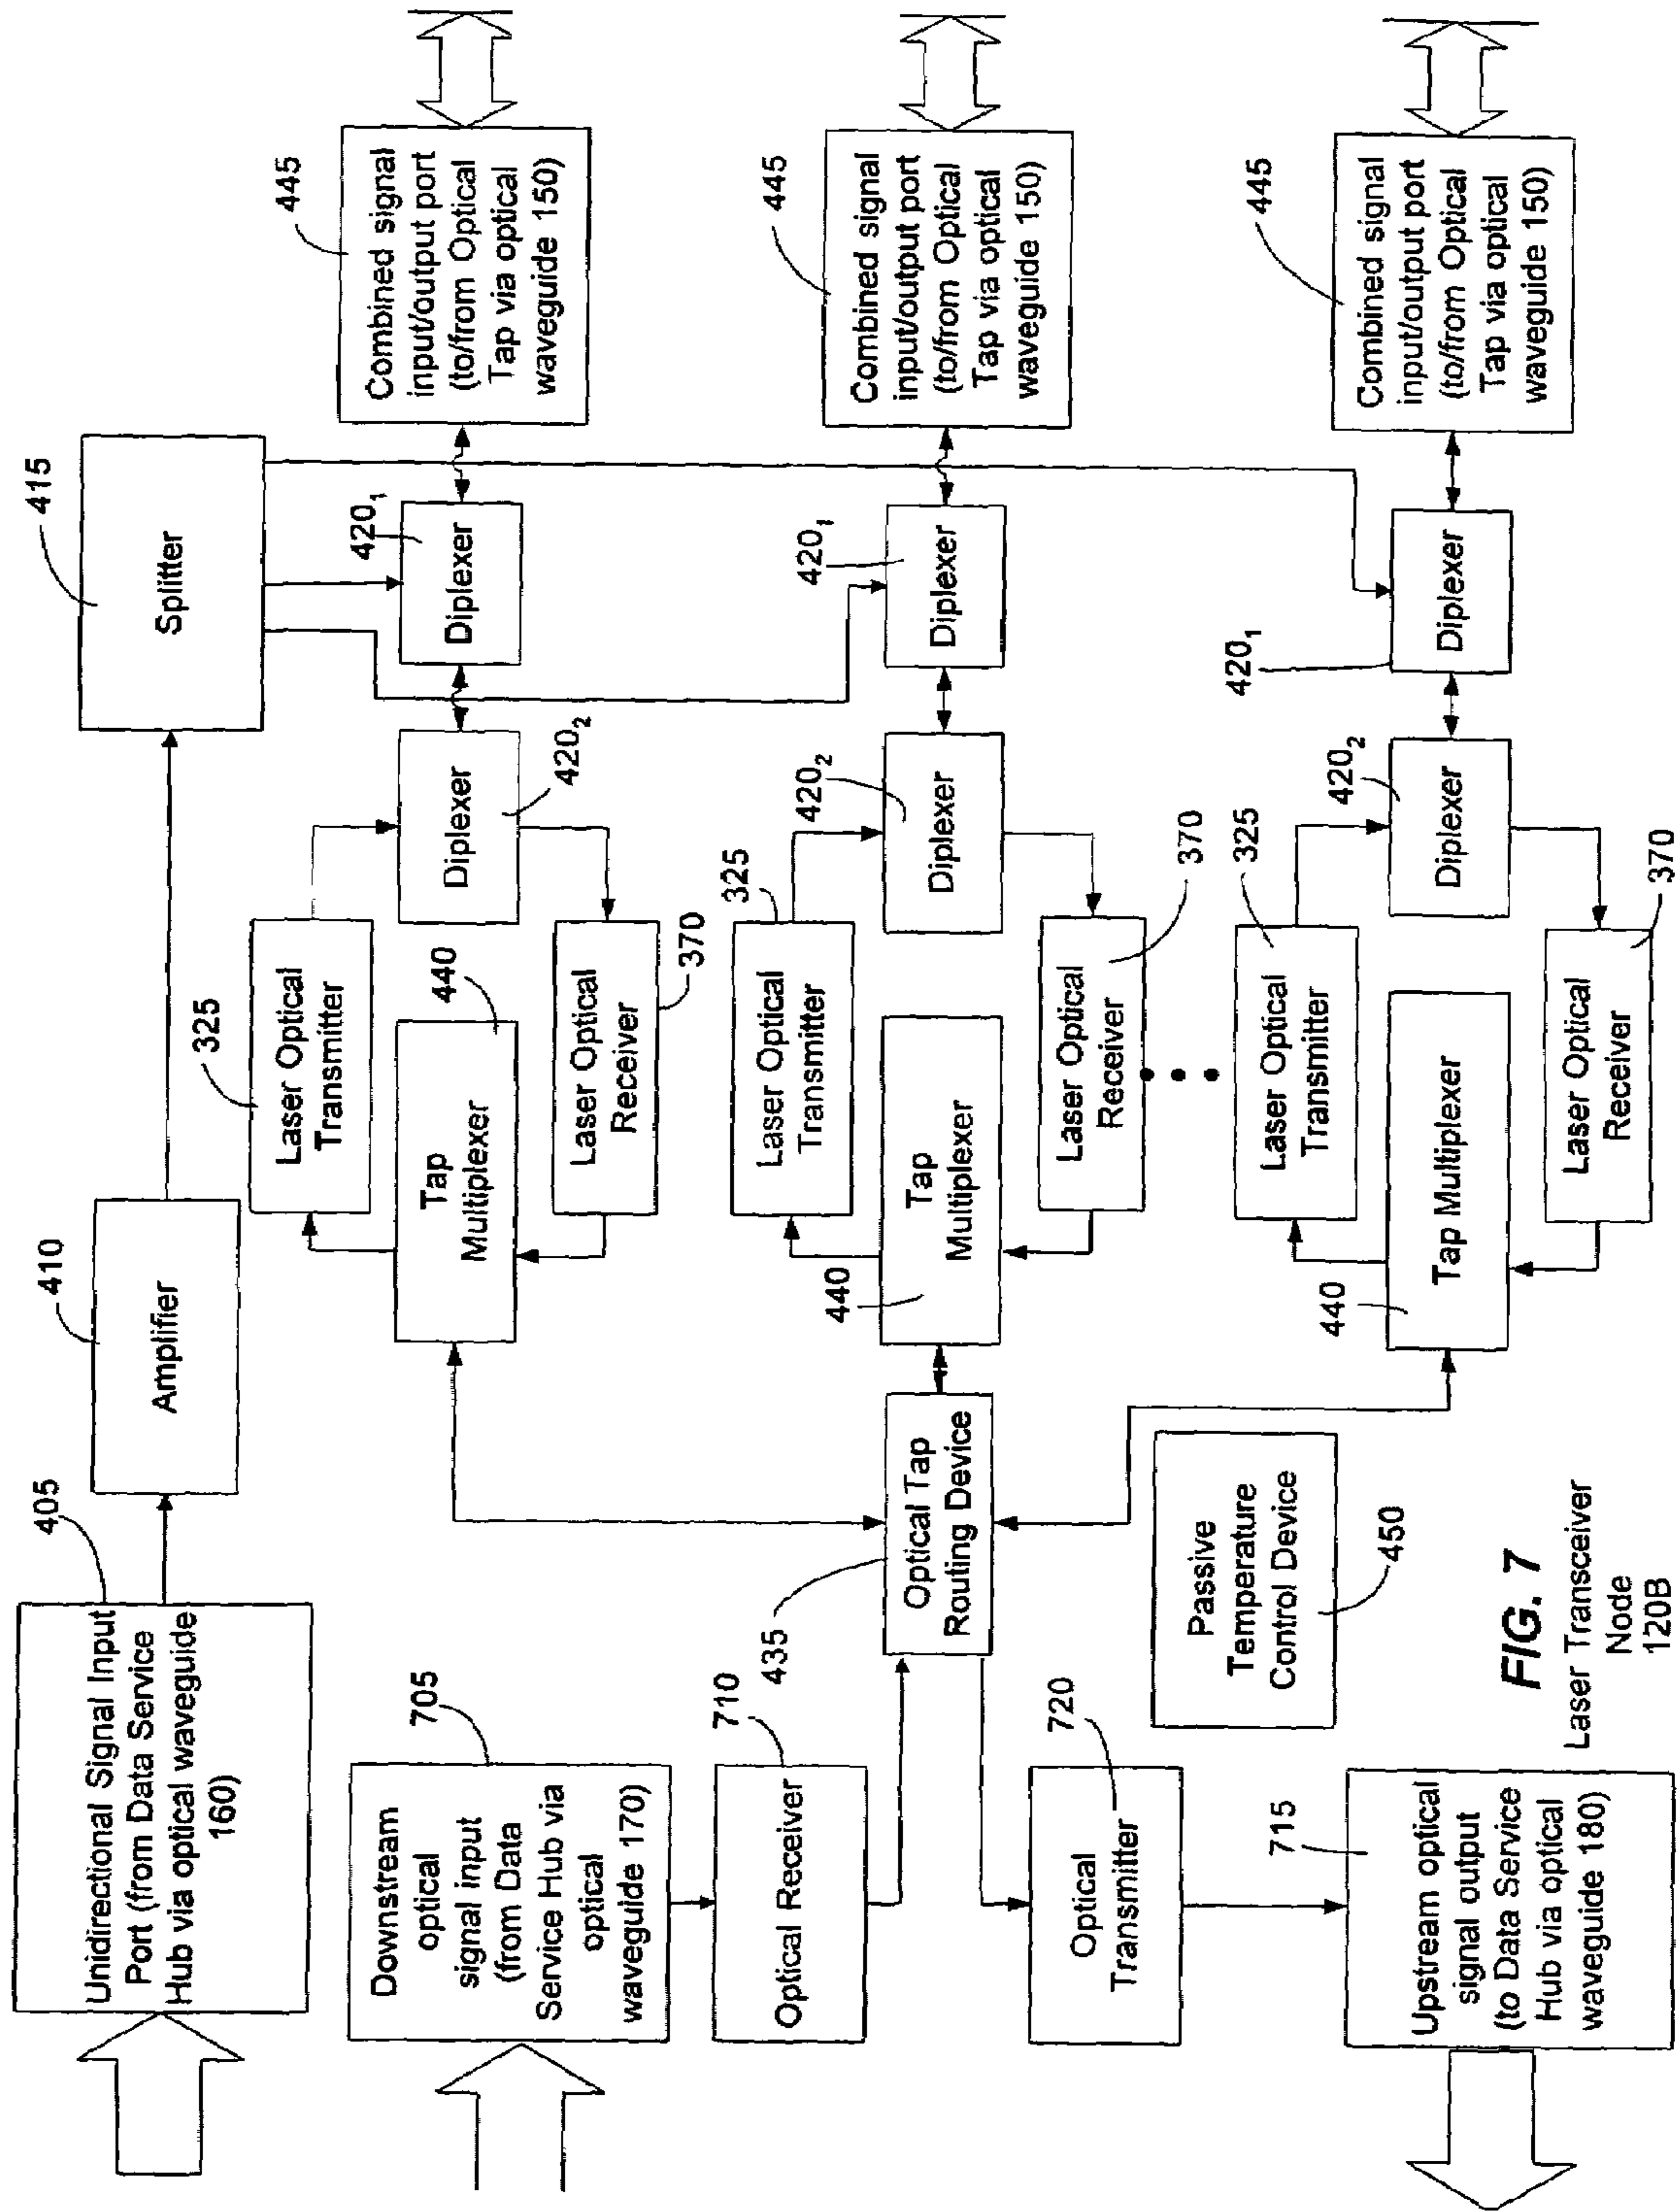 405
Unidirectional Signal Input
Port (from Data Service
Hub via optical waveguide
160)
410
Amplifier
415
Splitter
325
Laser Optical
Transmitter
440
Tap
Multiplexer
Laser Optical
Receiver
370
Diplexer
420₂
420₁
Diplexer
445
Combined signal
input/output port
(to/from Optical
Tap via optical
waveguide 150)
705
Downstream
optical
signal input
(from Data
Service Hub via
optical
waveguide 170)
710
Optical Receiver
435
Optical Tap
Routing Device
325
Laser Optical
Transmitter
Tap
Multiplexer
440
Laser Optical
Receiver
370
420₂
Diplexer
420₁
Diplexer
445
Combined signal
input/output port
(to/from Optical
Tap via optical
waveguide 150)
720
Optical
Transmitter
715
Upstream optical
signal output
(to Data Service
Hub via optical
waveguide 180)
Passive
Temperature
Control Device
450
325
Laser Optical
Transmitter
Tap Multiplexer
440
Laser Optical
Receiver
370
420₂
Diplexer
420₁
Diplexer
445
Combined signal
input/output port
(to/from Optical
Tap via optical
waveguide 150)
FIG. 7
Laser Transceiver
Node
120B